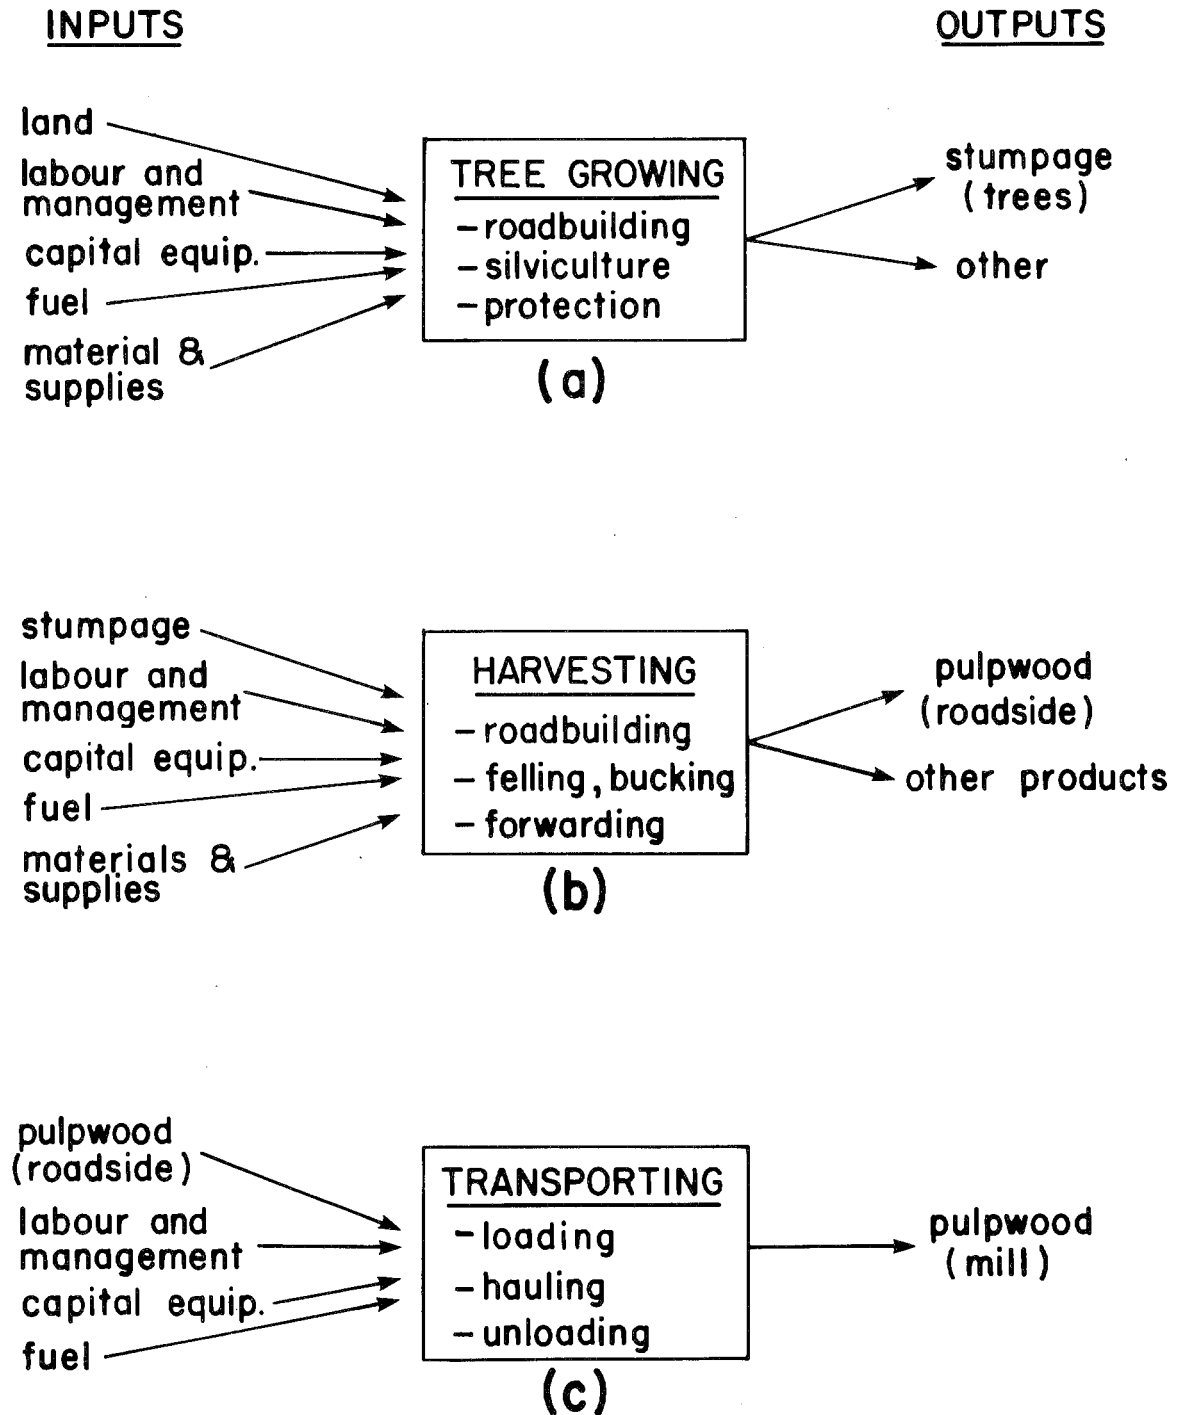 INPUTS
OUTPUTS
land
labour and
management
capital equip.
fuel
material &
supplies
TREE GROWING
- roadbuilding
- silviculture
- protection
(a)
stumpage
(trees)
other
stumpage
labour and
management
capital equip.
fuel
materials &
supplies
HARVESTING
- roadbuilding
- felling, bucking
- forwarding
(b)
pulpwood
(roadside)
other products
pulpwood
(roadside)
labour and
management
capital equip.
fuel
TRANSPORTING
- loading
- hauling
- unloading
(c)
pulpwood
(mill)